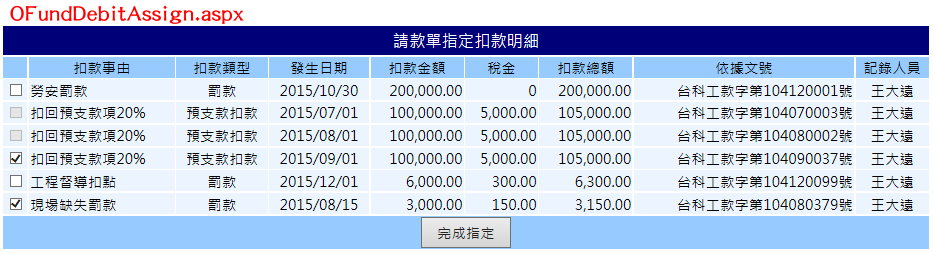 OFundDebitAssign.aspx
請款單指定扣款明細
扣款事由 扣款類型 發生日期 扣款金額 稅金 扣款總額 依據文號 記錄人員
勞安罰款 罰款 2015/10/30 200,000.00 0 200,000.00 台科工款字第104120001號 王大遠
扣回預支款項20% 預支款扣款 2015/07/01 100,000.00 5,000.00 105,000.00 台科工款字第104070003號 王大遠
扣回預支款項20% 預支款扣款 2015/08/01 100,000.00 5,000.00 105,000.00 台科工款字第104080002號 王大遠
扣回預支款項20% 預支款扣款 2015/09/01 100,000.00 5,000.00 105,000.00 台科工款字第104090037號 王大遠
工程督導扣點 罰款 2015/12/01 6,000.00 300.00 6,300.00 台科工款字第104120099號 王大遠
現場缺失罰款 罰款 2015/08/15 3,000.00 150.00 3,150.00 台科工款字第104080379號 王大遠
完成指定